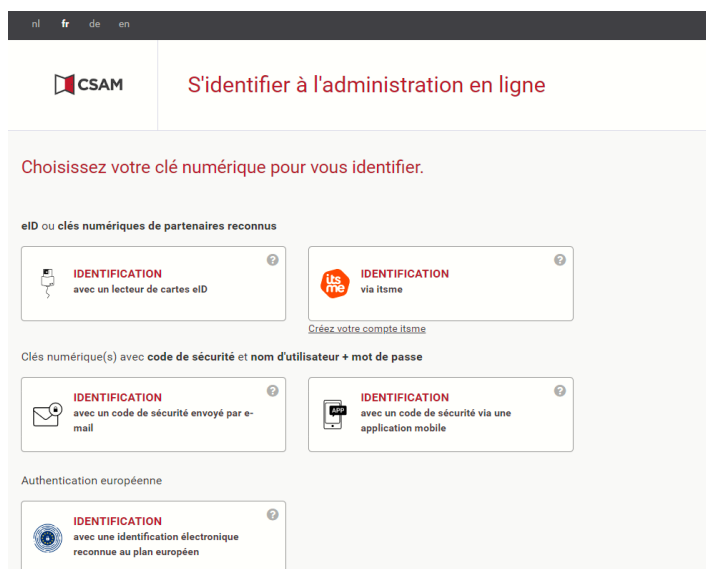 nl fr de en
CSAM
S'identifier à l'administration en ligne
Choisissez votre clé numérique pour vous identifier.
eID ou clés numériques de partenaires reconnus
IDENTIFICATION
avec un lecteur de cartes eID
?
its
me
IDENTIFICATION
via itsme
?
Créez votre compte itsme
Clés numérique(s) avec code de sécurité et nom d'utilisateur + mot de passe
IDENTIFICATION
avec un code de sécurité envoyé par e-
mail
?
APP
IDENTIFICATION
avec un code de sécurité via une
application mobile
?
Authentication européenne
IDENTIFICATION
avec une identification électronique
reconnue au plan européen
?